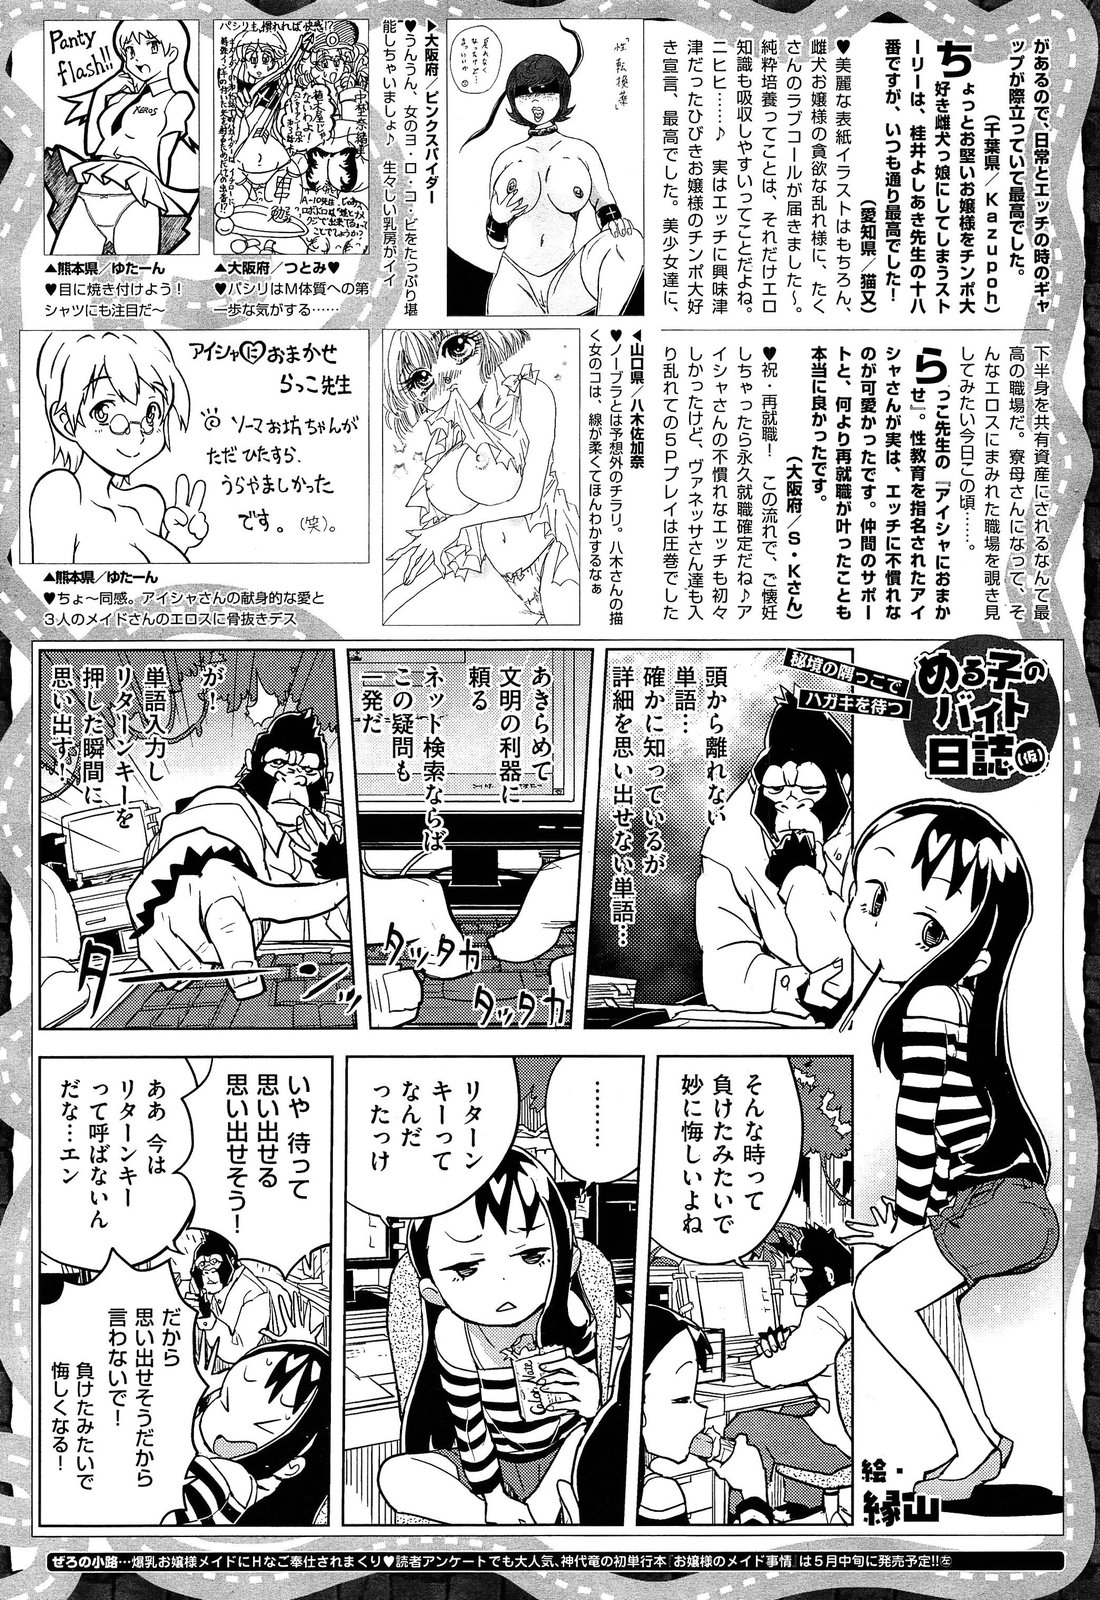 があるので、日常とエッチの時のギャ
ップが際立っていて最高でした。
（千葉県／Kazupph）
ちょっとお堅いお嬢様をチンポ大
好き雌犬っ娘にしてしまうスト
ーリーは、桂井よしあき先生の十八
番ですが、いつも通り最高でした！
（愛知県／猫又）
♥美麗な表紙イラストはもちろん、
雌犬お嬢様の貪欲な乱れ様に、たく
さんのラブコールが届きました～
純粋培養ってことは、それだけエロ
知識も吸収しやすいってことだよね。
ニヒヒ……♪　実はエッチに興味津
津だったひびきお嬢様のチンポ大好
き宣言、最高でした。美少女達に、
下半身を共有資産にされるなんて最
高の職場だ。寮母さんになって、そ
んなエロスにまみれた職場を覗き見
してみたい今日この頃……。
らっこ先生の『アイシャにおまか
せ』。性教育を指名されたアイ
シャさんが実は、エッチに不慣れな
のが可愛かったです。仲間のサポー
トと、何より再就職が叶ったことも
本当に良かったです。
（大阪府／S・Kさん）
♥祝・再就職！　この流れで、ご懐妊
しちゃったら永久就職確定だね♪ア
イシャさんの不慣れなエッチも初々
しかったけど、ヴァネッサさん達も入
り乱れての5Pプレイは圧巻でした
「性転換薬」
▶大阪府／ピンクスパイダー
♥うんうん、女のヨ・ロ・コ・ビをたっぷり堪
能しちゃいましょ♪　生々しい乳房がイイ
パシリも、慣れれば快感！？
▲大阪府／つとみ♥
♥パシリはM体質への第
一歩な気がする……
Panty
flash!!
KEROS
▲熊本県／ゆたーん
♥目に焼き付けよう！
シャツにも注目だ～
◀山口県／八木佐加奈
♥ノーブラとは予想外のチラリ。八木さんの描
く女のコは、線が柔くてほんわかするなぁ
アイシャにおまかせ
らっこ先生
ソーマお坊ちゃんが
ただひたすら、
うらやましかった
です。（笑）。
▲熊本県／ゆたーん
♥ちょ～同感。アイシャさんの献身的な愛と
3人のメイドさんのエロスに骨抜きデス
秘境の開っこで
ハガキを待つ
める子の
バイト
日誌（仮）
頭から離れない
単語…
確かに知っているが
詳細を思い出せない単語…
あきらめて
文明の利器に
頼る
ネット検索ならば
この疑問も
一発だ
タッタカ
タッタカ
が！
単語入力し
リターンキーを
押した瞬間に
思い出す！
ターンッ
そんな時って
負けたみたいで
妙に悔しいよね
……
リターン
キーって
なんだ
ったっけ
いや 待って
思い出せる
思い出せそう！
ああ 今は
リターンキー
って呼ばないん
だな…エン
だから
思い出せそうだから
言わないで！
負けたみたいで
悔しくなる！
絵・縁山
ぜろの小路…爆乳お嬢様メイドにHなご奉仕されまくり♥読者アンケートでも大人気、神代竜の初単行本『お嬢様のメイド事情』は5月中旬に発売予定!!左